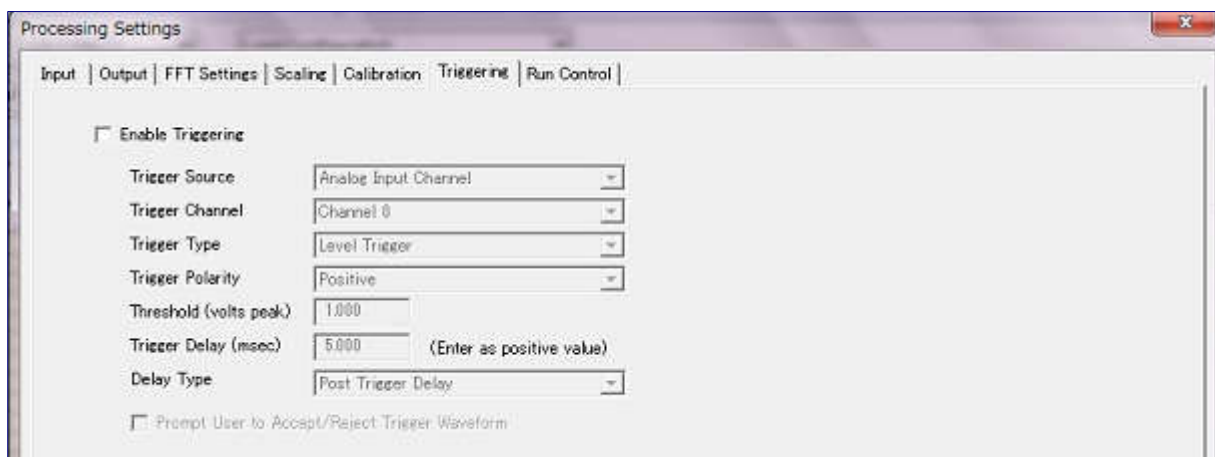 Processing Settings
Input | Output | FFT Settings | Scaling | Calibration Triggering | Run Control |
Enable Triggering
Trigger Source Analog Input Channel
Trigger Channel Channel 0
Trigger Type Level Trigger
Trigger Polarity Positive
Threshold (volts peak) 1.000
Trigger Delay (msec) 5.000 (Enter as positive value)
Delay Type Post Trigger Delay
Prompt User to Accept/Reject Trigger Waveform